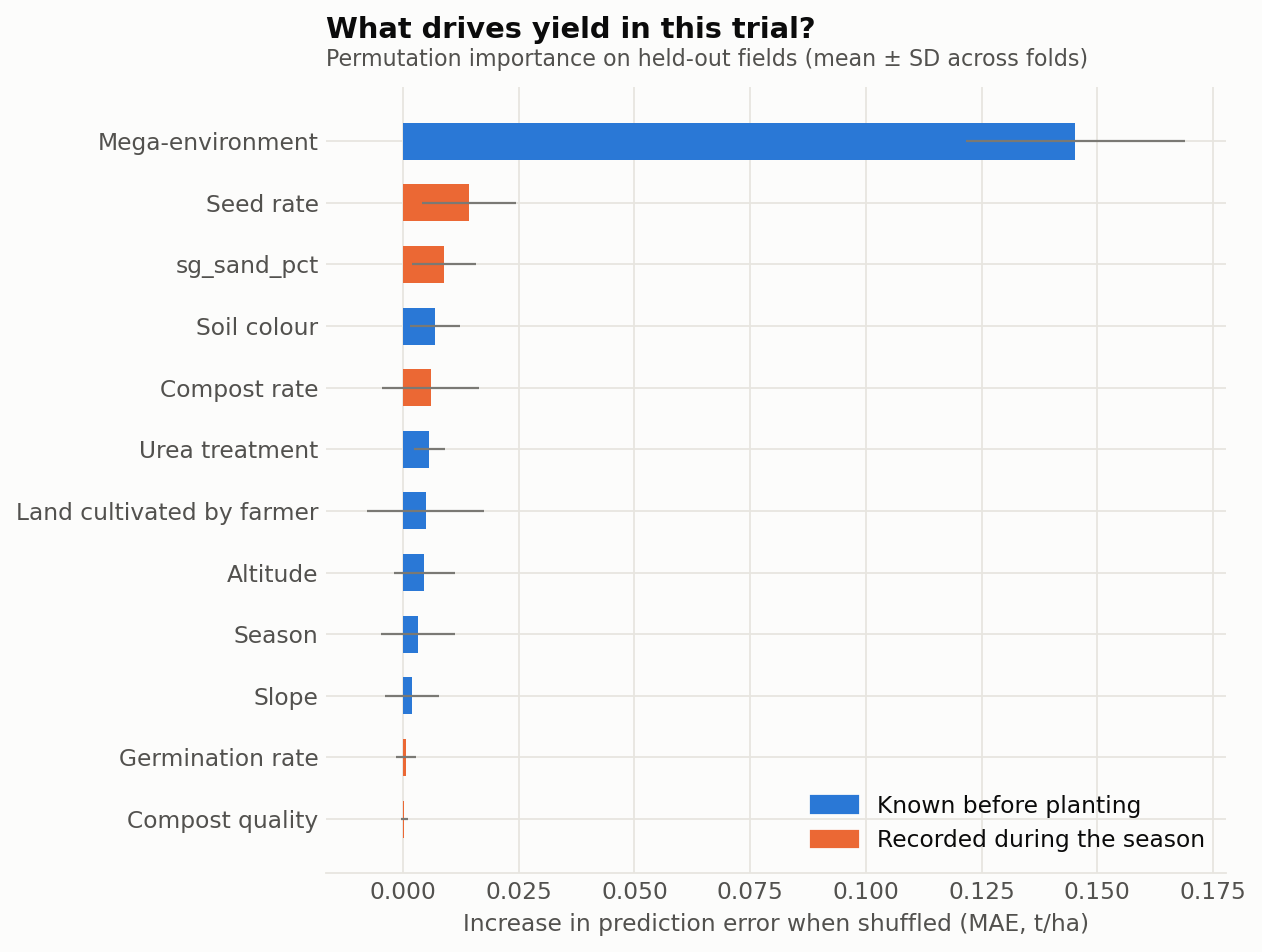 What drives yield in this trial?
Permutation importance on held-out fields (mean ± SD across folds)
Mega-environment
Seed rate
sg_sand_pct
Soil colour
Compost rate
Urea treatment
Land cultivated by farmer
Altitude
Season
Slope
Germination rate
Compost quality
Known before planting
Recorded during the season
0.000 0.025 0.050 0.075 0.100 0.125 0.150 0.175
Increase in prediction error when shuffled (MAE, t/ha)